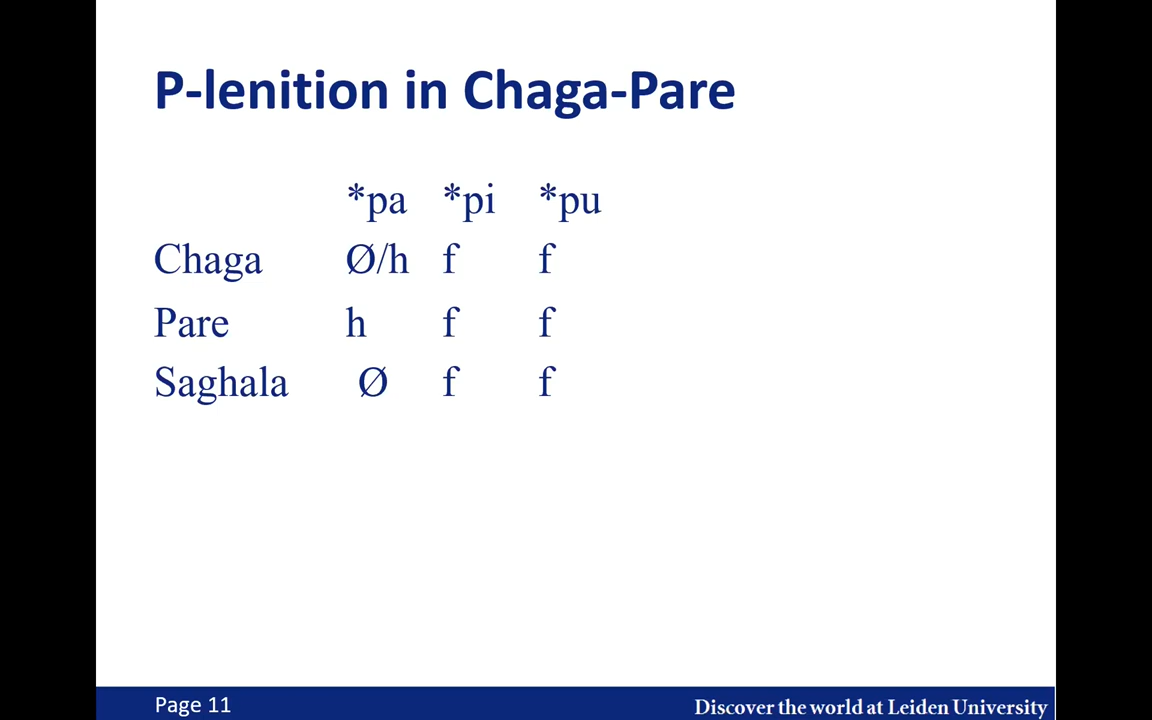 P-lenition in Chaga-Pare
*pa *pi *pu
Chaga Ø/h f f
Pare h f f
Saghala Ø f f
Page 11 Discover the world at Leiden University